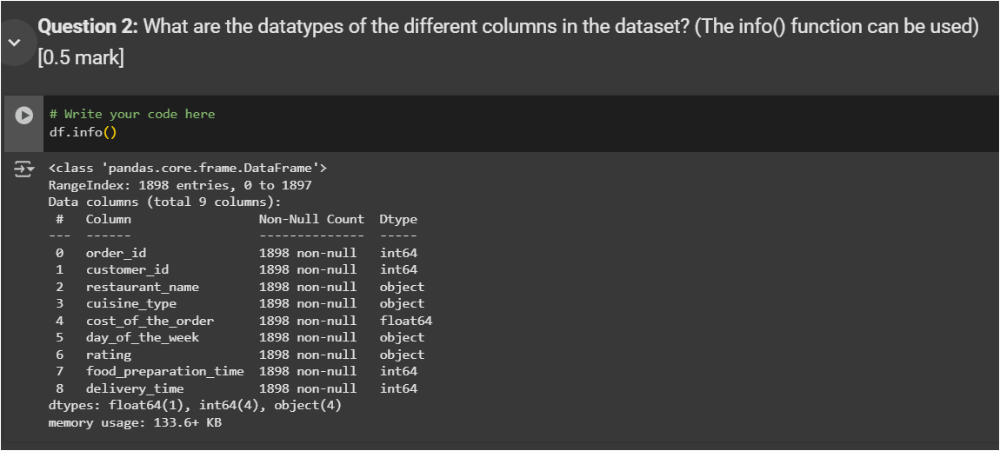 Question 2: What are the datatypes of the different columns in the dataset? (The info() function can be used)
[0.5 mark]
# Write your code here
df.info()
<class 'pandas.core.frame.DataFrame'>
RangeIndex: 1898 entries, 0 to 1897
Data columns (total 9 columns):
 #   Column                 Non-Null Count  Dtype
---  ------                 --------------  -----
 0   order_id               1898 non-null   int64
 1   customer_id            1898 non-null   int64
 2   restaurant_name        1898 non-null   object
 3   cuisine_type           1898 non-null   object
 4   cost_of_the_order      1898 non-null   float64
 5   day_of_the_week        1898 non-null   object
 6   rating                 1898 non-null   object
 7   food_preparation_time  1898 non-null   int64
 8   delivery_time          1898 non-null   int64
dtypes: float64(1), int64(4), object(4)
memory usage: 133.6+ KB